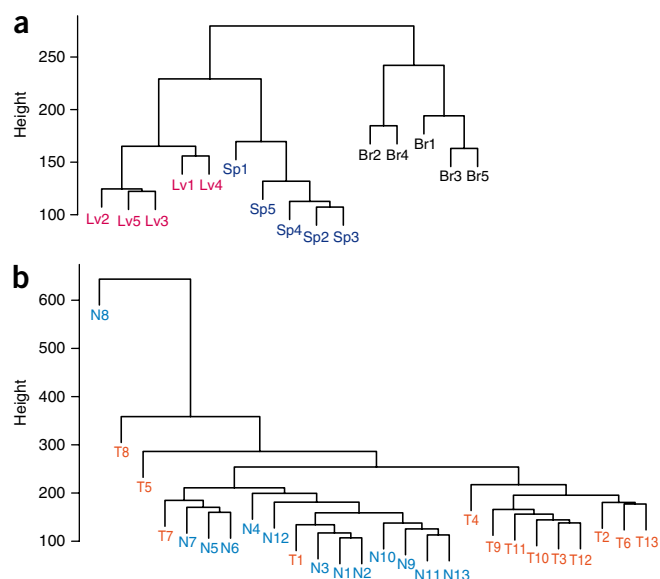 a
Height
250
200
150
100
Br1
Br2 Br4
Sp1
Br3 Br5
Lv1 Lv4
Sp5
Lv2 Lv5 Lv3
Sp4 Sp2 Sp3
b
Height
600
500
400
300
200
100
N8
T8
T5
T4
T7 N4 T2 T6 T13
N7 N5 N6 N12 T9 T11
T1 N10 N9 T10 T3 T12
N3 N1 N2 N11 N13